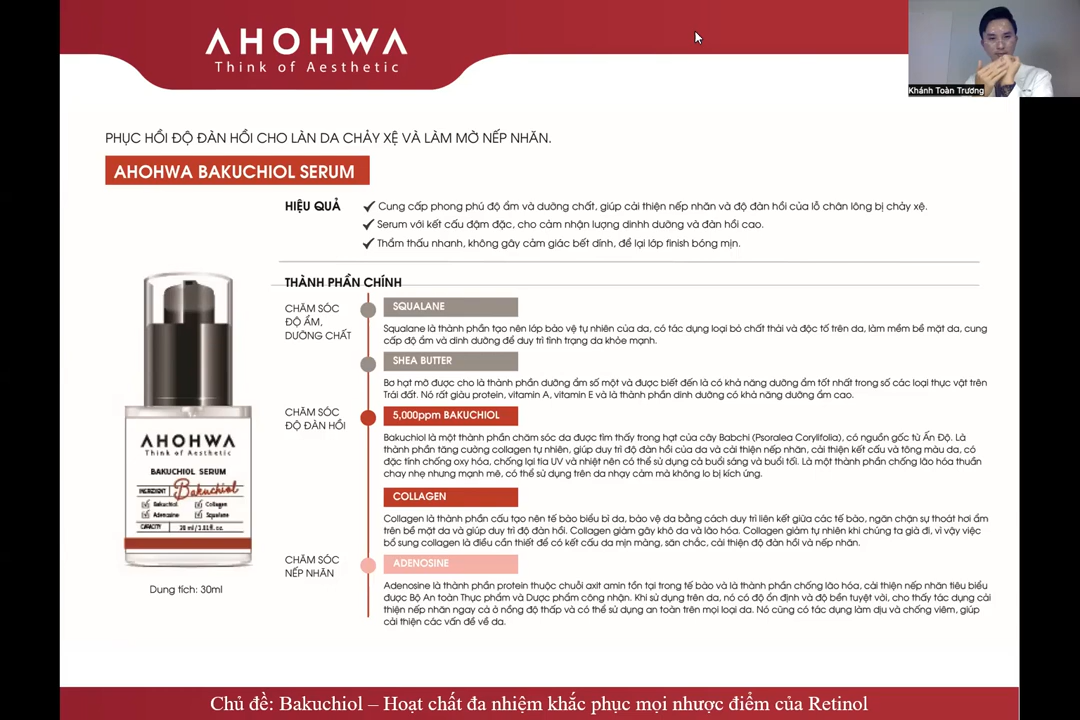 AHOHWA
Think of Aesthetic
Khánh Toàn Trương
PHỤC HỒI ĐỘ ĐÀN HỒI CHO LÀN DA CHẢY XỆ VÀ LÀM MỜ NẾP NHĂN.
AHOHWA BAKUCHIOL SERUM
HIỆU QUẢ
Cung cấp phong phú độ ẩm và dưỡng chất, giúp cải thiện nếp nhăn và độ đàn hồi của lỗ chân lông bị chảy xệ.
Serum với kết cấu đậm đặc, cho cảm nhận lượng dinhh dưỡng và đàn hồi cao.
Thẩm thấu nhanh, không gây cảm giác bết dính, để lại lớp finish bóng mịn.
THÀNH PHẦN CHÍNH
CHĂM SÓC
ĐỘ ẨM,
DƯỠNG CHẤT
SQUALANE
Squalane là thành phần tạo nên lớp bảo vệ tự nhiên của da, có tác dụng loại bỏ chất thải và độc tố trên da, làm mềm bề mặt da, cung
cấp độ ẩm và dinh dưỡng để duy trì tình trạng da khỏe mạnh.
SHEA BUTTER
Bơ hạt mỡ được cho là thành phần dưỡng ẩm số một và được biết đến là có khả năng dưỡng ẩm tốt nhất trong số các loại thực vật trên
Trái đất. Nó rất giàu protein, vitamin A, vitamin E và là thành phần dinh dưỡng có khả năng dưỡng ẩm cao.
CHĂM SÓC
ĐỘ ĐÀN HỒI
5,000ppm BAKUCHIOL
Bakuchiol là một thành phần chăm sóc da được tìm thấy trong hạt của cây Babchi (Psoralea Corylifolia), có nguồn gốc từ Ấn Độ. Là
thành phần tăng cường collagen tự nhiên, giúp duy trì độ đàn hồi của da và cải thiện nếp nhăn, cải thiện kết cấu và tông màu da, có
đặc tính chống oxy hóa, chống lại tia UV và nhiệt nên có thể sử dụng cả buổi sáng và buổi tối. Là một thành phần chống lão hóa thuần
chay nhẹ nhưng mạnh mẽ, có thể sử dụng trên da nhạy cảm mà không lo bị kích ứng.
COLLAGEN
Collagen là thành phần cấu tạo nên tế bào biểu bì da, bảo vệ da bằng cách duy trì liên kết giữa các tế bào, ngăn chặn sự thoát hơi ẩm
trên bề mặt da và giúp duy trì độ đàn hồi. Collagen giảm gây khô da và lão hóa. Collagen giảm tự nhiên khi chúng ta già đi, vì vậy việc
bổ sung collagen là điều cần thiết để có kết cấu da mịn màng, săn chắc, cải thiện độ đàn hồi và nếp nhăn.
CHĂM SÓC
NẾP NHĂN
ADENOSINE
Adenosine là thành phần protein thuộc chuỗi axit amin tồn tại trong tế bào và là thành phần chống lão hóa, cải thiện nếp nhăn tiêu biểu
được Bộ An toàn Thực phẩm và Dược phẩm công nhận. Khi sử dụng trên da, nó có độ ổn định và độ bền tuyệt vời, cho thấy tác dụng cải
thiện nếp nhăn ngay cả ở nồng độ thấp và có thể sử dụng an toàn trên mọi loại da. Nó cũng có tác dụng làm dịu và chống viêm, giúp
cải thiện các vấn đề về da.
AHOHWA
Think of Aesthetic
BAKUCHIOL SERUM
INGREDIENT Bakuchiol
Bakuchiol Collagen
Adenosine Squalane
CAPACITY
Dung tích: 30ml
Chủ đề: Bakuchiol – Hoạt chất đa nhiệm khắc phục mọi nhược điểm của Retinol